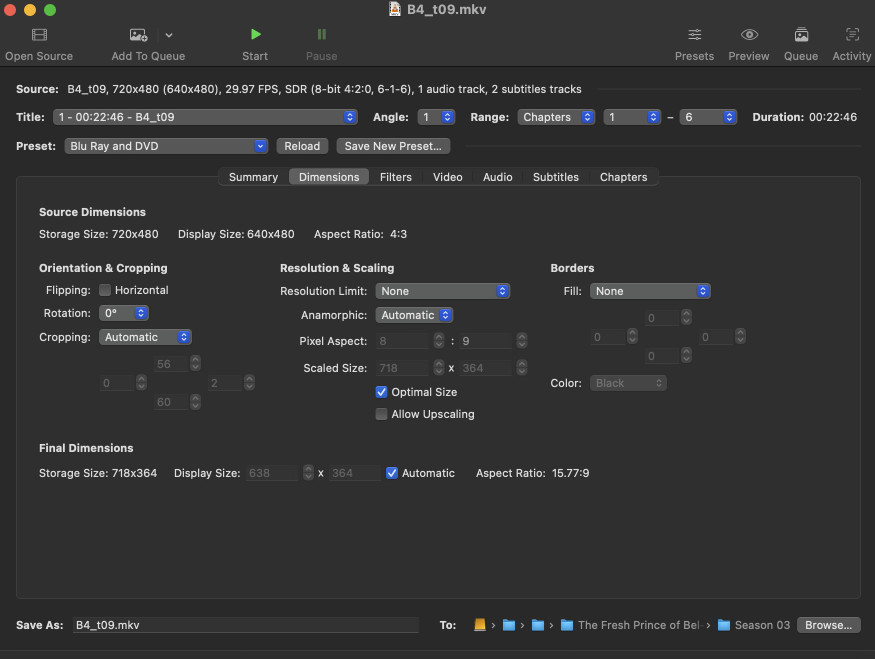 B4_t09.mkv
Open Source Add To Queue Start Pause Presets Preview Queue Activity
Source: B4_t09, 720x480 (640x480), 29.97 FPS, SDR (8-bit 4:2:0, 6-1-6), 1 audio track, 2 subtitles tracks
Title: 1 - 00:22:46 - B4_t09 Angle: 1 Range: Chapters 1 – 6 Duration: 00:22:46
Preset: Blu Ray and DVD Reload Save New Preset...
Summary Dimensions Filters Video Audio Subtitles Chapters
Source Dimensions
Storage Size: 720x480 Display Size: 640x480 Aspect Ratio: 4:3
Orientation & Cropping
Flipping: Horizontal
Rotation: 0°
Cropping: Automatic
56
0 2
60
Resolution & Scaling
Resolution Limit: None
Anamorphic: Automatic
Pixel Aspect: 8 : 9
Scaled Size: 718 x 364
Optimal Size
Allow Upscaling
Borders
Fill: None
0
0 0
0
Color: Black
Final Dimensions
Storage Size: 718x364 Display Size: 638 x 364 Automatic Aspect Ratio: 15.77:9
Save As: B4_t09.mkv To: › › › The Fresh Prince of Bel › Season 03 Browse...